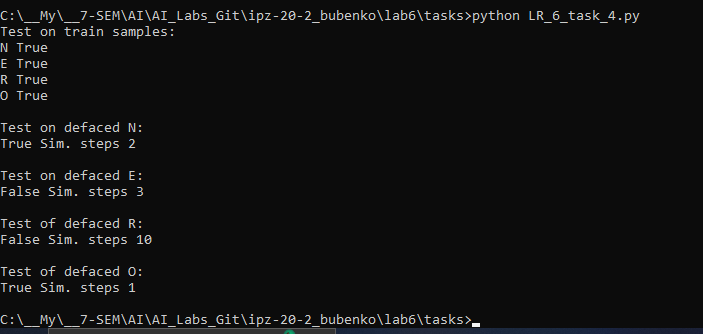 C:\__My\__7-SEM\AI\AI_Labs_Git\ipz-20-2_bubenko\lab6\tasks>python LR_6_task_4.py
Test on train samples:
N True
E True
R True
O True
Test on defaced N:
True Sim. steps 2
Test on defaced E:
False Sim. steps 3
Test of defaced R:
False Sim. steps 10
Test of defaced O:
True Sim. steps 1
C:\__My\__7-SEM\AI\AI_Labs_Git\ipz-20-2_bubenko\lab6\tasks>